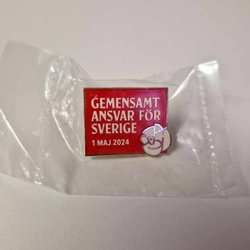 GEMENSAMT
ANSVAR FÖR
SVERIGE
1 MAJ 2024